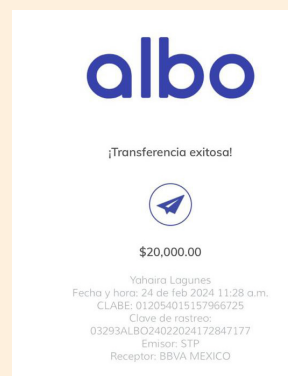 albo
¡Transferencia exitosa!
$20,000.00
Yahaira Lagunes
Fecha y hora: 24 de feb 2024 11:28 a.m.
CLABE: 012054015157966725
Clave de rastreo:
03293ALBO24022024172847177
Emisor: STP
Receptor: BBVA MEXICO